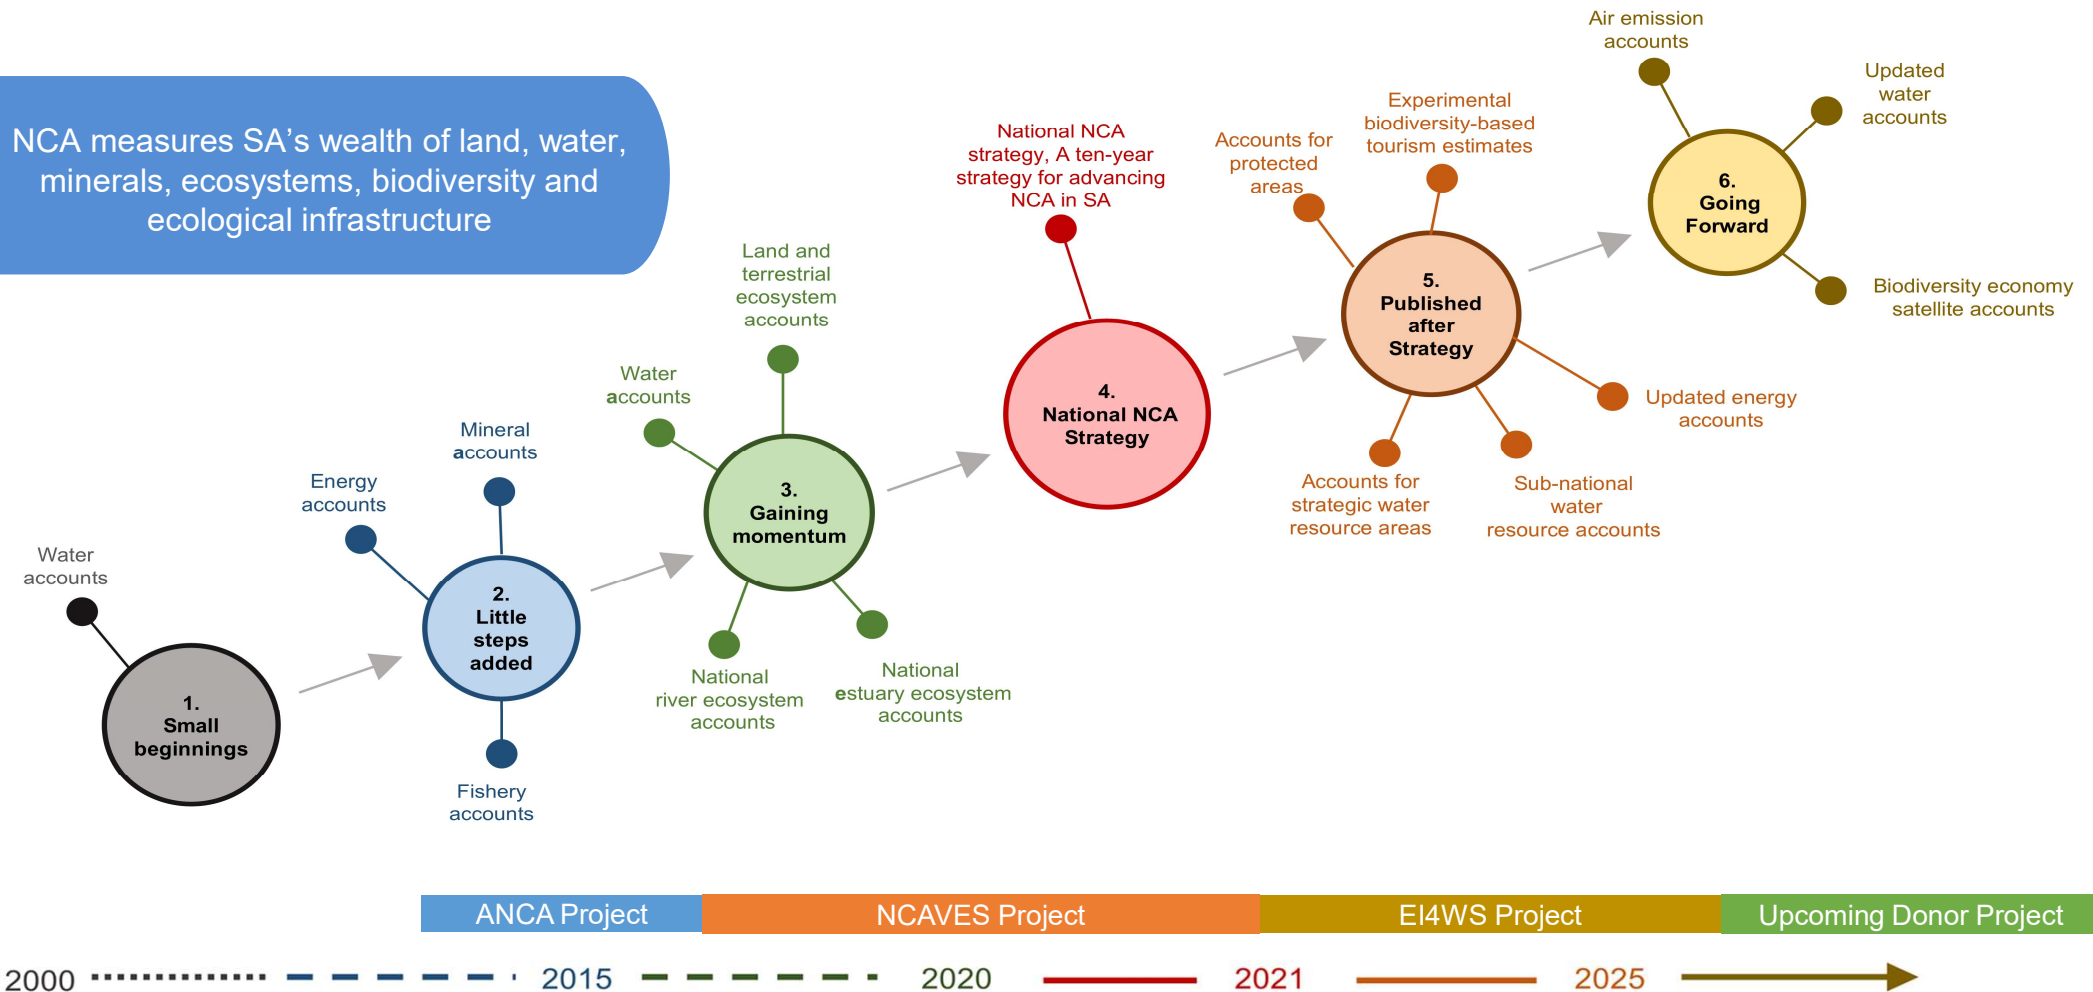 NCA measures SA’s wealth of land, water,
minerals, ecosystems, biodiversity and
ecological infrastructure
Water
accounts
1.
Small
beginnings
Energy
accounts
Mineral
accounts
2.
Little
steps
added
Fishery
accounts
Water
accounts
Land and
terrestrial
ecosystem
accounts
3.
Gaining
momentum
National
river ecosystem
accounts
National
estuary ecosystem
accounts
National NCA
strategy, A ten-year
strategy for advancing
NCA in SA
4.
National NCA
Strategy
Accounts for
protected
areas
Experimental
biodiversity-based
tourism estimates
5.
Published
after
Strategy
Updated energy
accounts
Accounts for
strategic water
resource areas
Sub-national
water
resource accounts
Air emission
accounts
Updated
water
accounts
6.
Going
Forward
Biodiversity economy
satellite accounts
ANCA Project
NCAVES Project
EI4WS Project
Upcoming Donor Project
2000
2015
2020
2021
2025